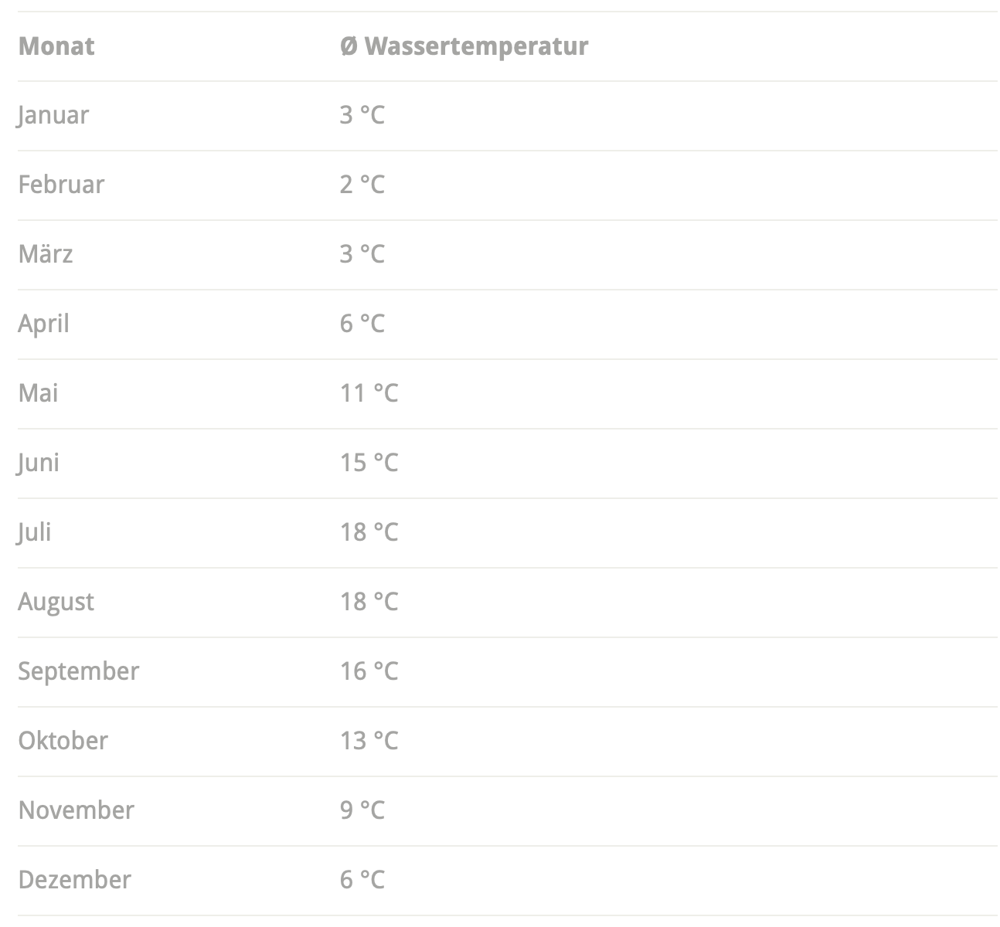 Monat Ø Wassertemperatur
Januar 3 °C
Februar 2 °C
März 3 °C
April 6 °C
Mai 11 °C
Juni 15 °C
Juli 18 °C
August 18 °C
September 16 °C
Oktober 13 °C
November 9 °C
Dezember 6 °C